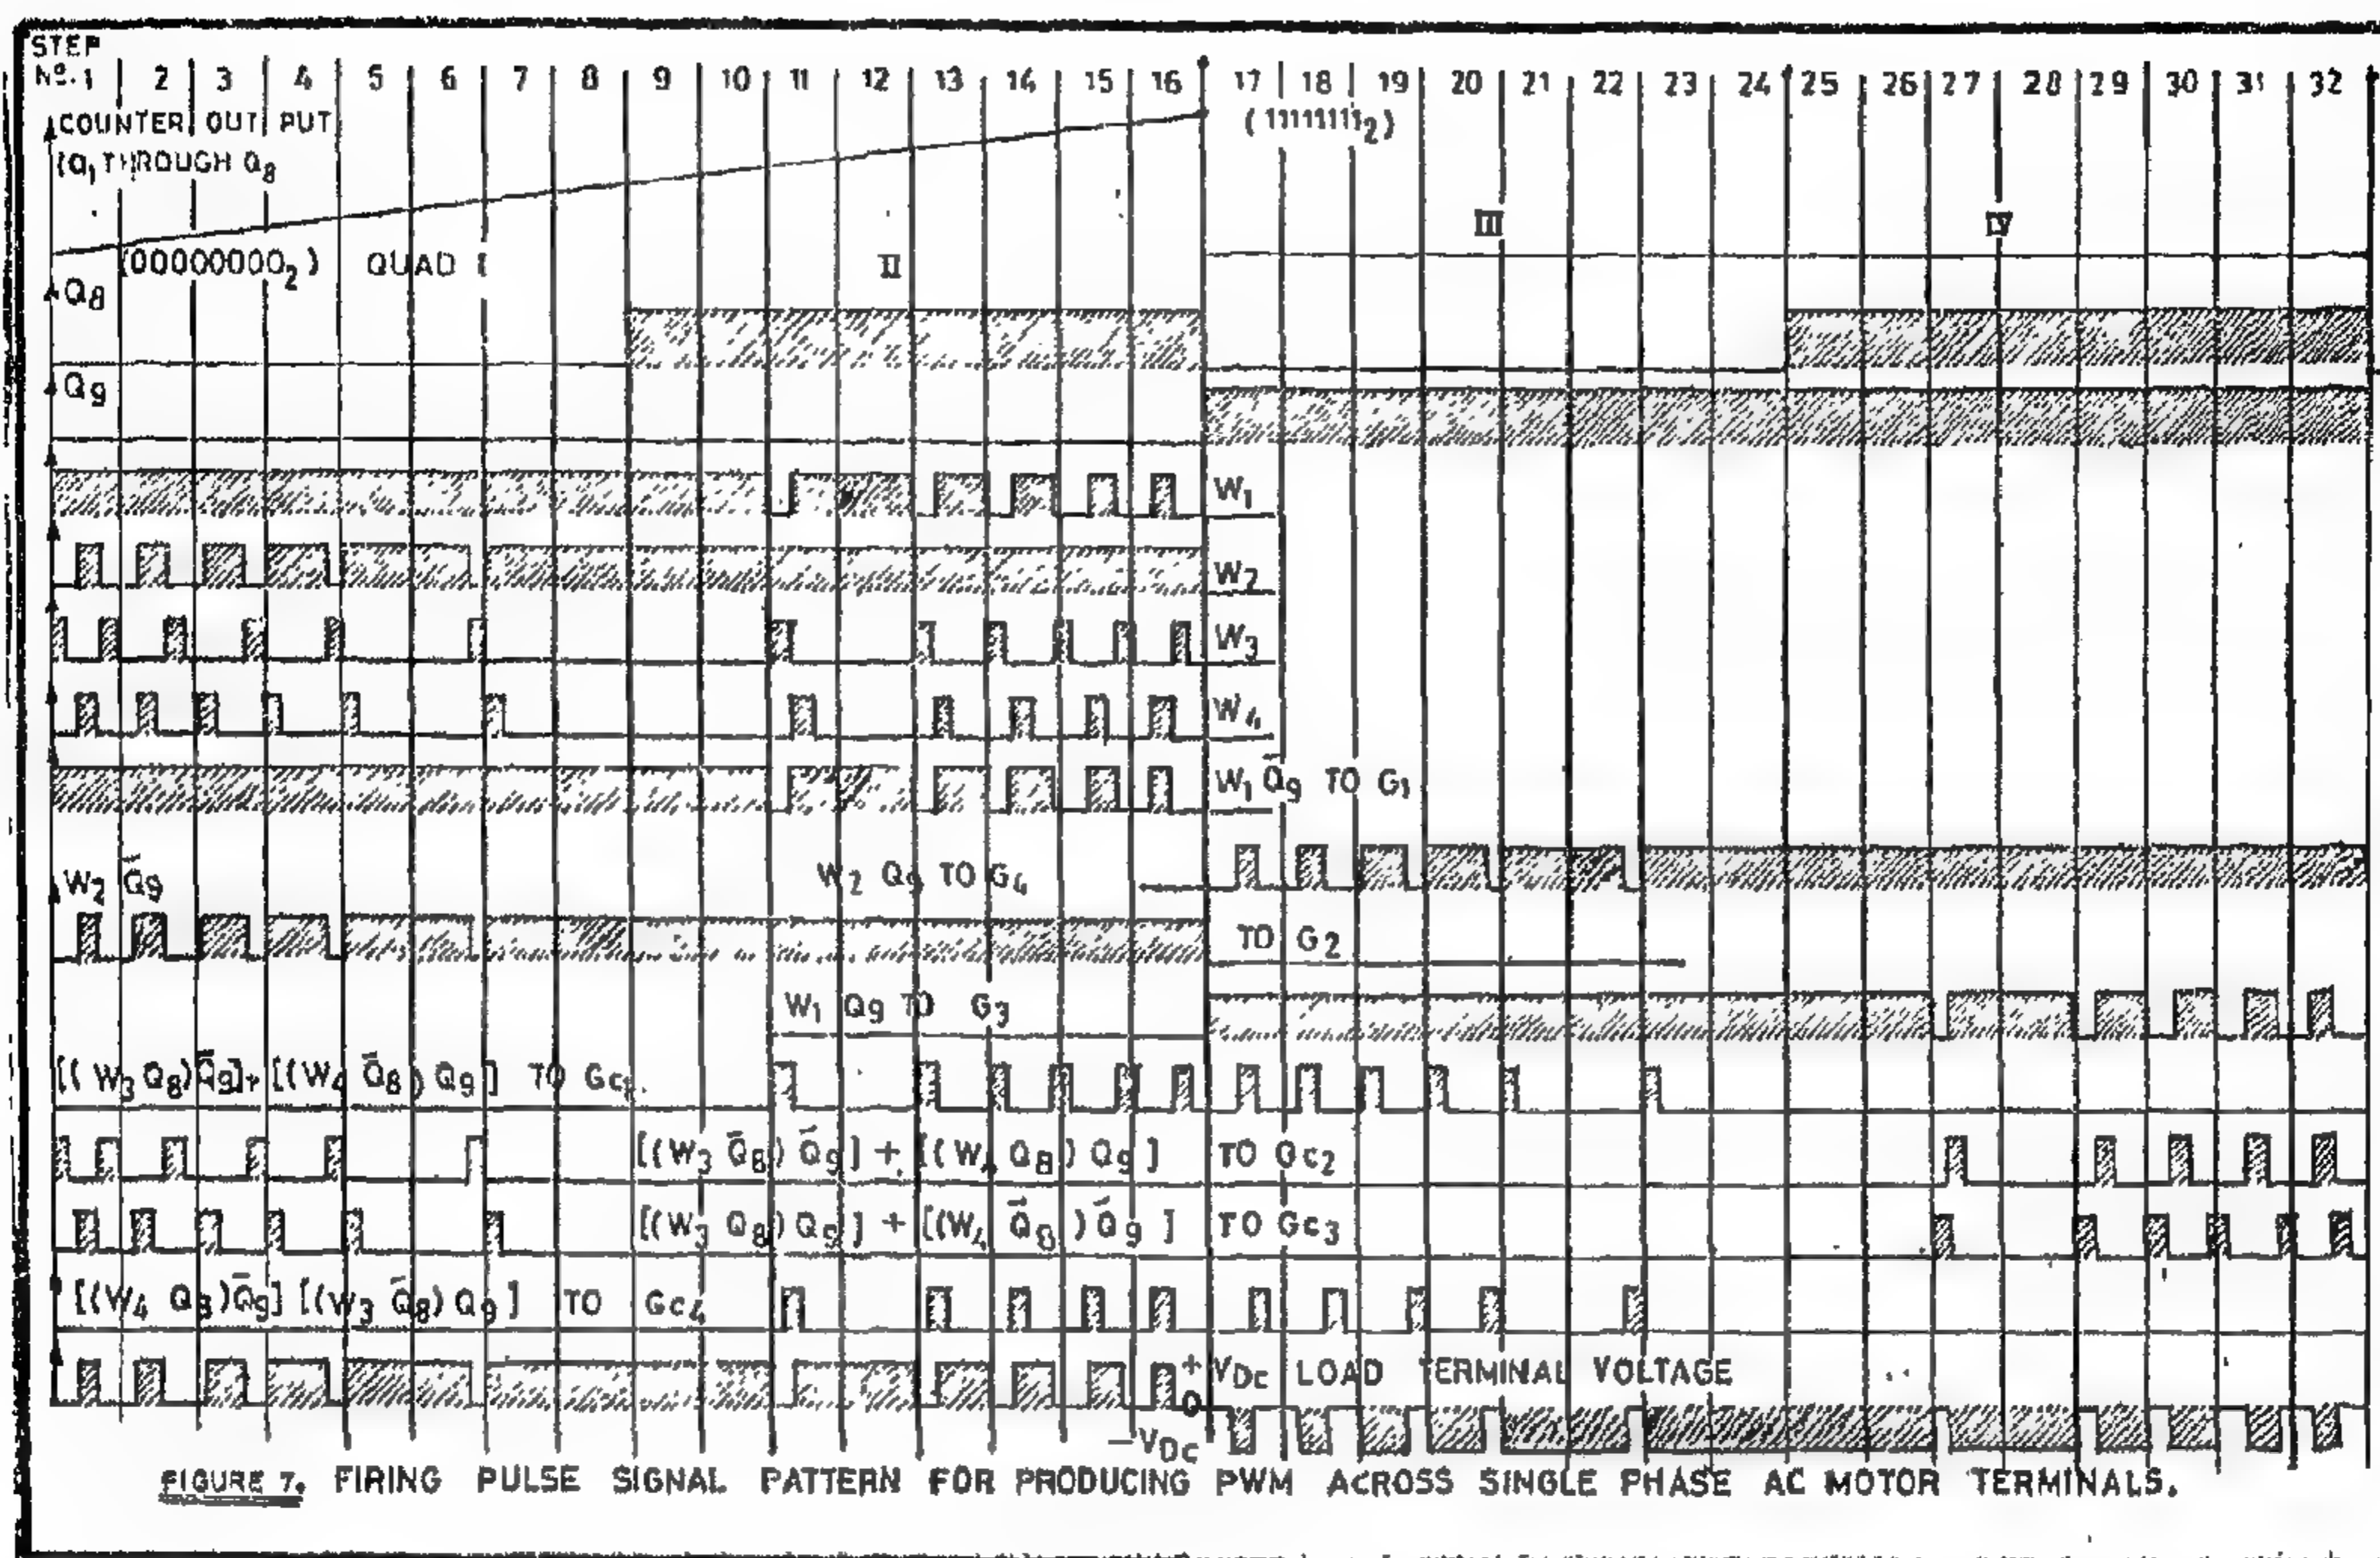 STEP
Nº. 1 2 3 4 5 6 7 8 9 10 11 12 13 14 15 16 17 18 19 20 21 22 23 24 25 26 27 28 29 30 31 32
COUNTER OUT PUT
(Q₁ THROUGH Q₈
(11111111₂)
(00000000₂) QUAD I II III IV
Q₈
Q₉
W₁
W₂
W₃
W₄
W₁ Q̄₉ TO G₁
W₂ Q₉ TO G₄
W₂ Q̄₉
TO G₂
W₁ Q₉ TO G₃
[(W₃ Q₈) Q̄₉]+ [(W₄ Q̄₈) Q₉] TO Gc₁
[(W₃ Q̄₈) Q̄₉] + [(W₄ Q₈) Q₉] TO Gc₂
[(W₃ Q₈) Q₉] + [(W₄ Q̄₈) Q̄₉] TO Gc₃
[(W₄ Q₈) Q̄₉] [(W₃ Q̄₈) Q₉] TO Gc₄
+ VDc LOAD TERMINAL VOLTAGE
0
−VDc
FIGURE 7. FIRING PULSE SIGNAL PATTERN FOR PRODUCING PWM ACROSS SINGLE PHASE AC MOTOR TERMINALS.